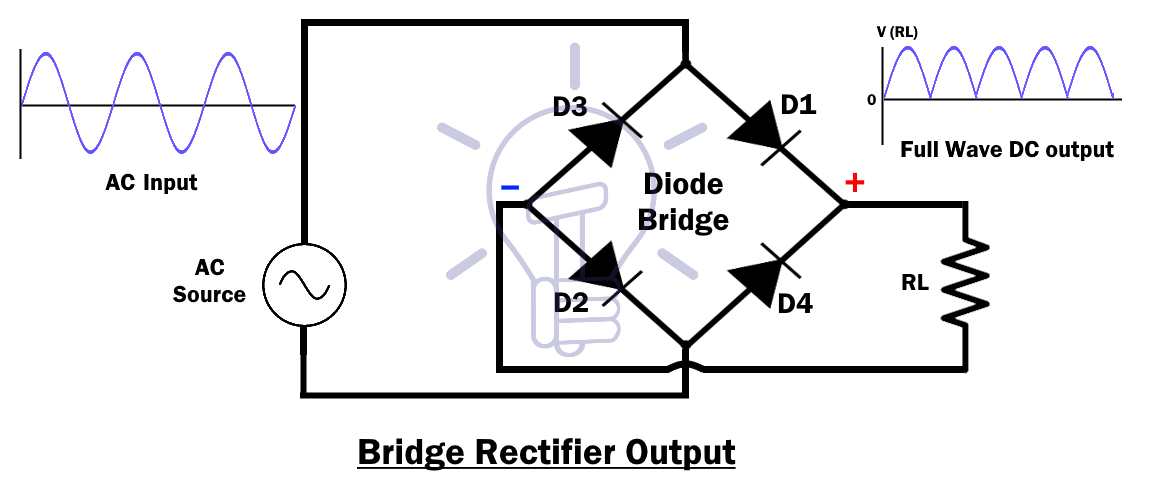 V (RL)
0
Full Wave DC output
AC Input
D3
D1
Diode
Bridge
−
+
AC
Source
D2
D4
RL
Bridge Rectifier Output